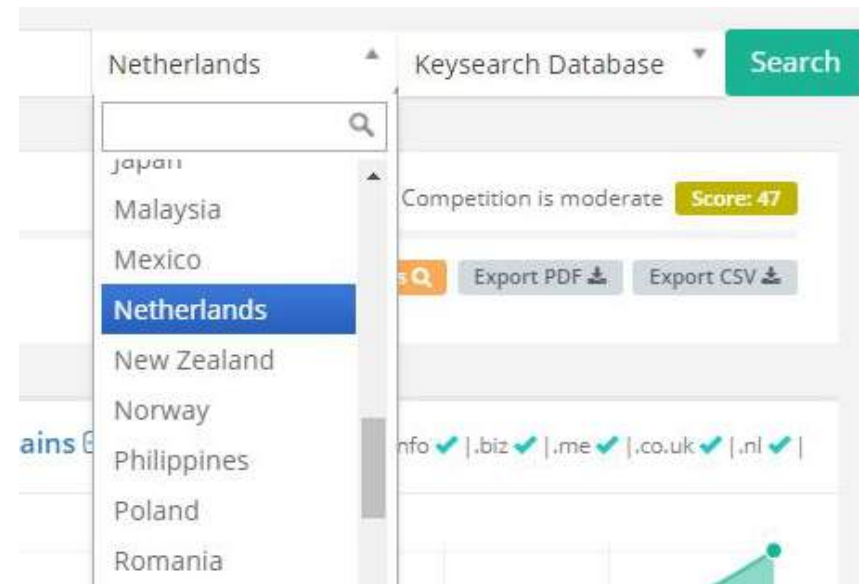 Netherlands Keysearch Database Search
Japan
Competition is moderate Score: 47
Malaysia
Mexico
s Export PDF Export CSV
Netherlands
New Zealand
Norway
ains nfo |.biz |.me |.co.uk |.nl |
Philippines
Poland
Romania